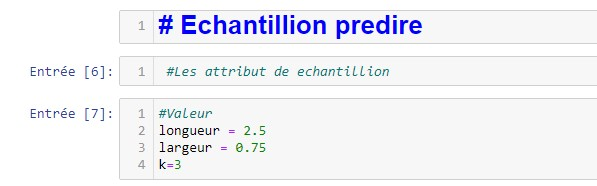 1 # Echantillion predire
Entrée [6]: 1 #Les attribut de echantillion
Entrée [7]: 1 #Valeur
2 longueur = 2.5
3 largeur = 0.75
4 k=3